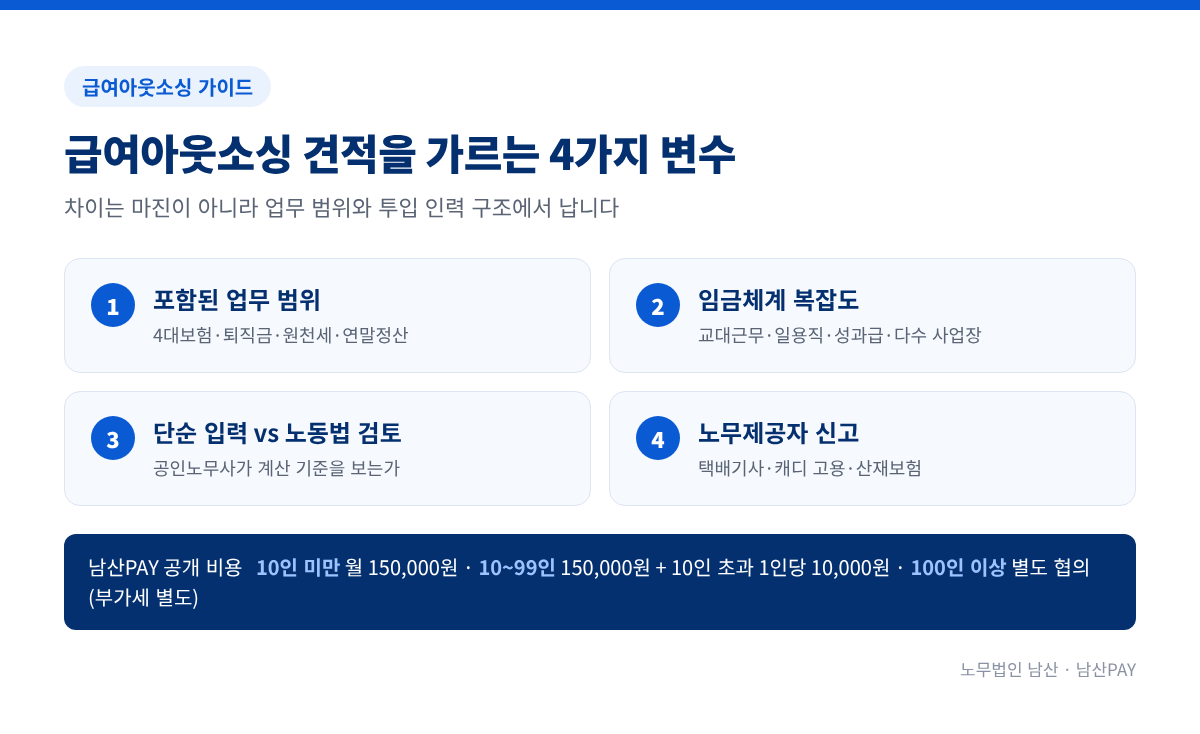 급여아웃소싱 가이드
급여아웃소싱 견적을 가르는 4가지 변수
차이는 마진이 아니라 업무 범위와 투입 인력 구조에서 납니다
1 포함된 업무 범위
4대보험·퇴직금·원천세·연말정산
2 임금체계 복잡도
교대근무·일용직·성과급·다수 사업장
3 단순 입력 vs 노동법 검토
공인노무사가 계산 기준을 보는가
4 노무제공자 신고
택배기사·캐디 고용·산재보험
남산PAY 공개 비용 10인 미만 월 150,000원 · 10~99인 150,000원 + 10인 초과 1인당 10,000원 · 100인 이상 별도 협의
(부가세 별도)
노무법인 남산 · 남산PAY